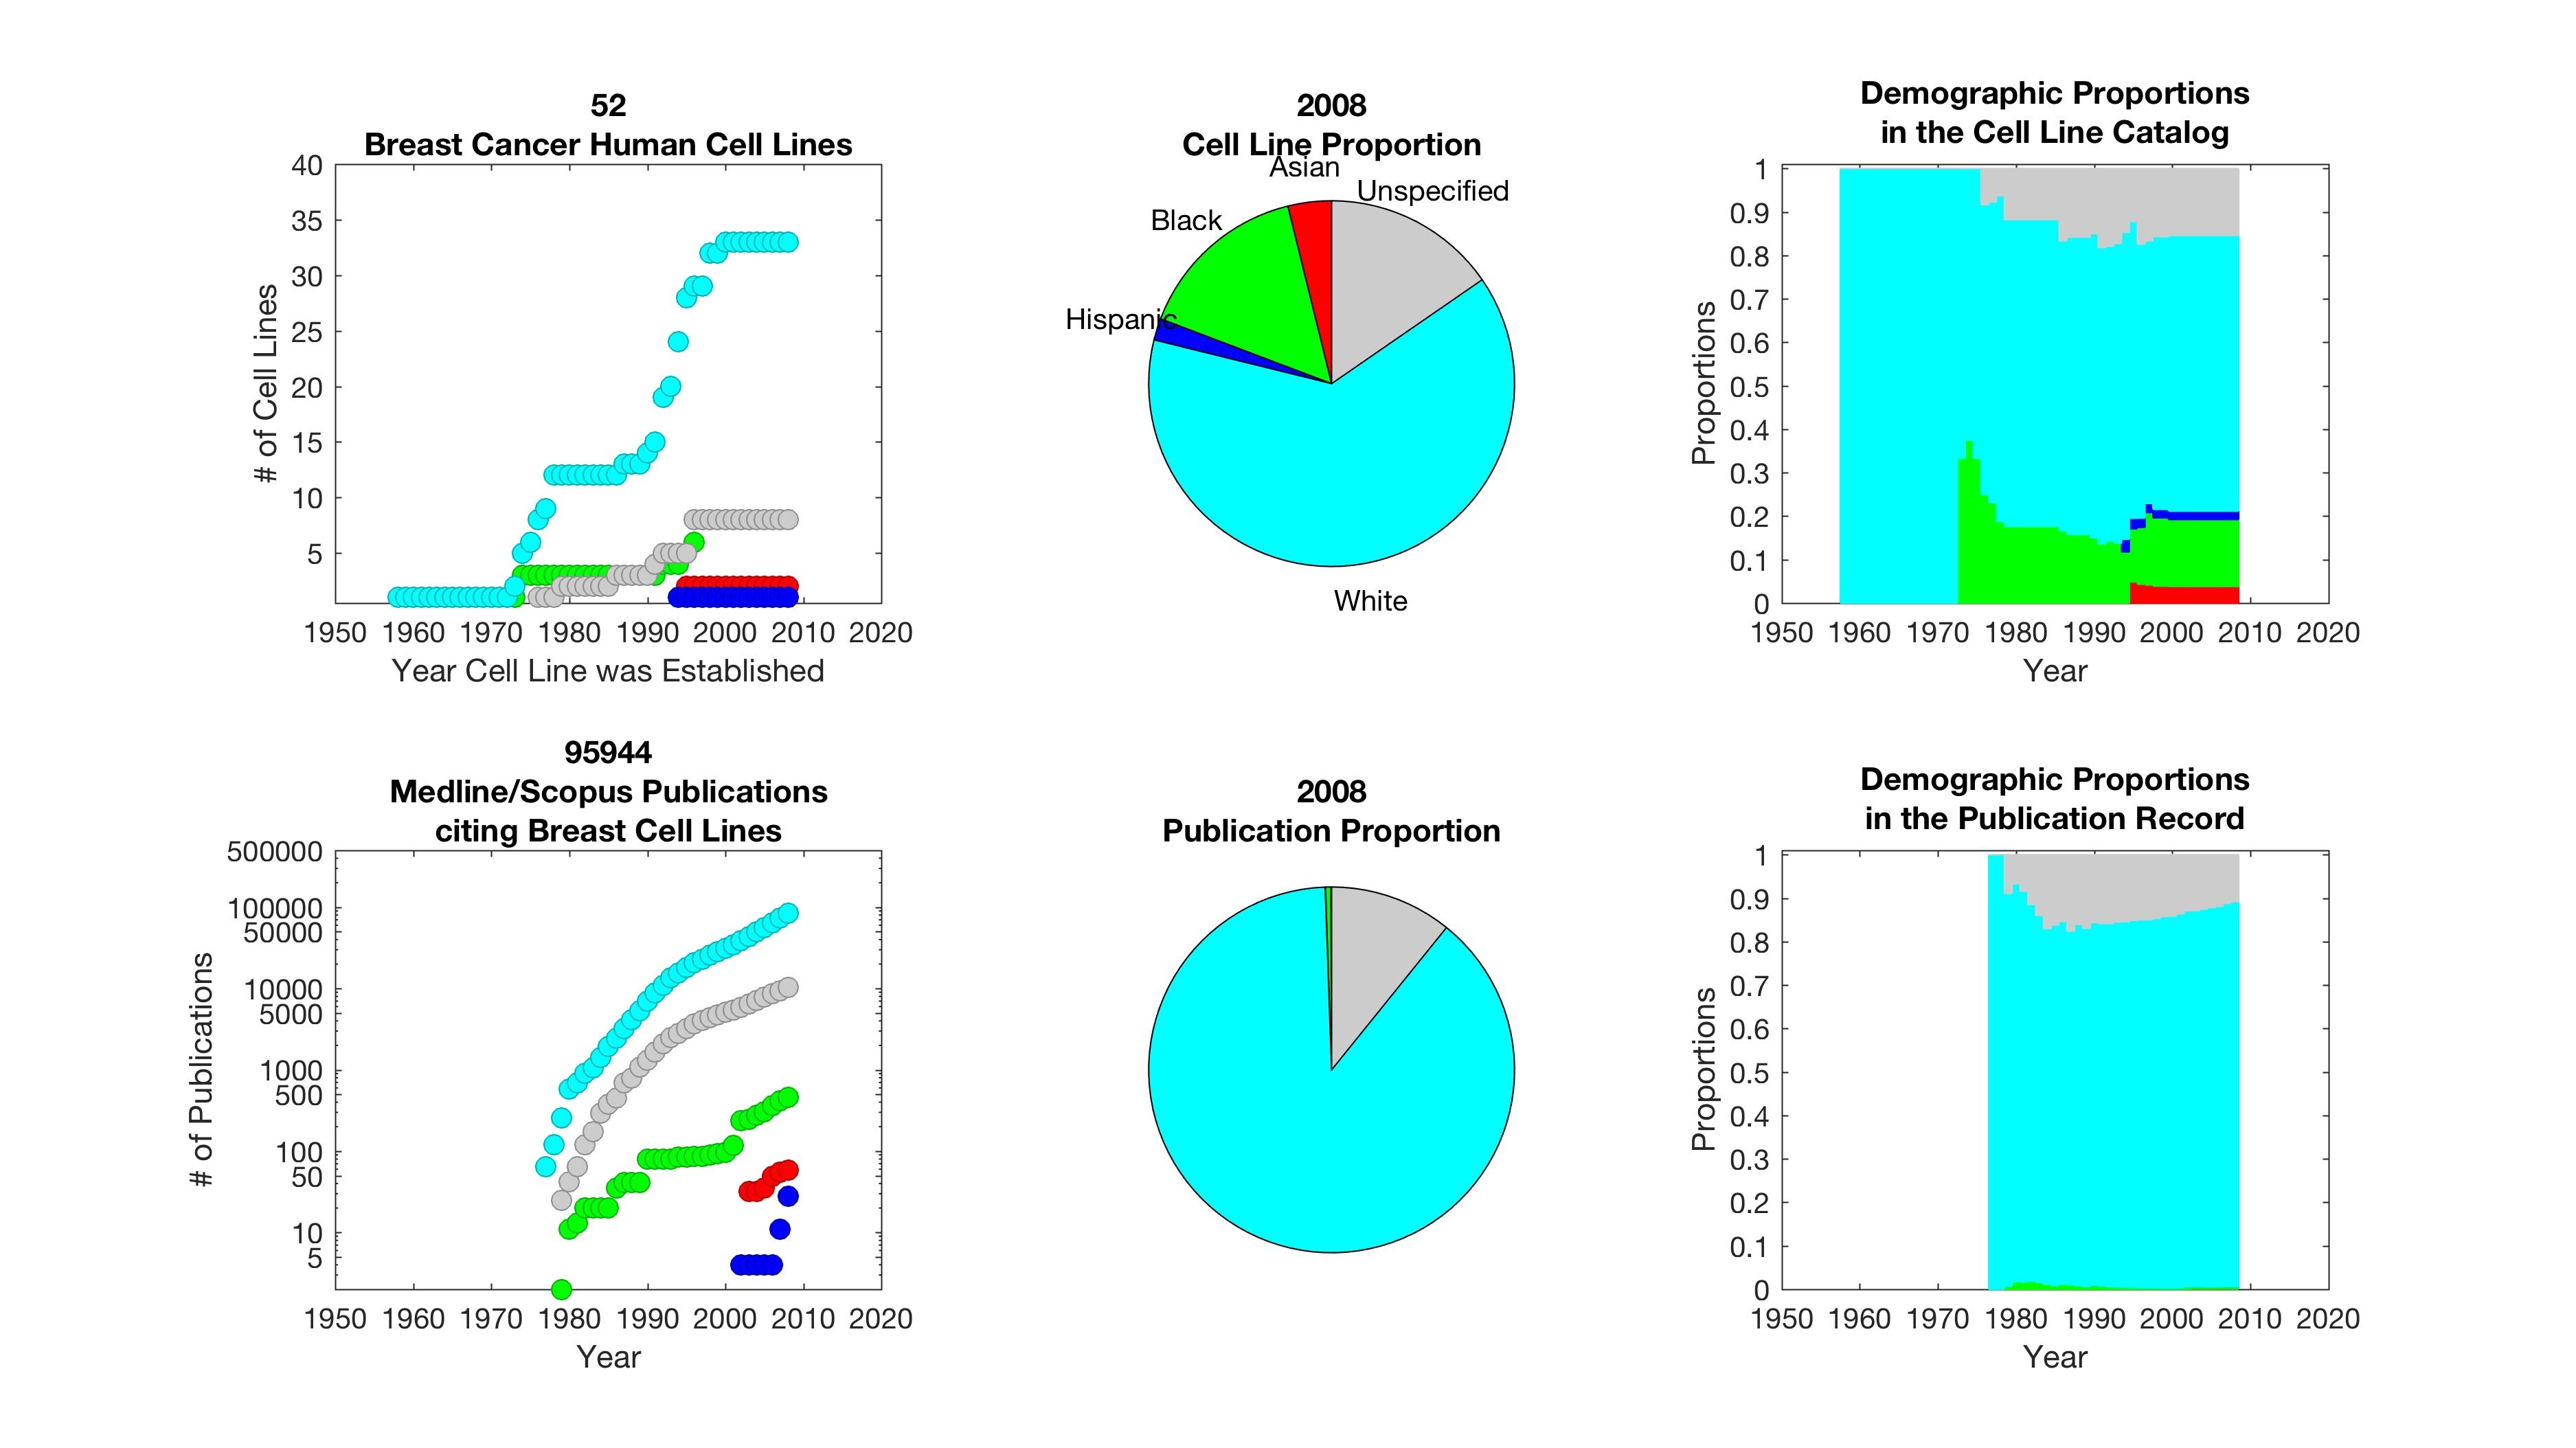 52
Breast Cancer Human Cell Lines
40
35
30
25
20
15
10
5
# of Cell Lines
1950 1960 1970 1980 1990 2000 2010 2020
Year Cell Line was Established
2008
Cell Line Proportion
Asian
Unspecified
Black
Hispanic
White
Demographic Proportions
in the Cell Line Catalog
1
0.9
0.8
0.7
0.6
0.5
0.4
0.3
0.2
0.1
0
Proportions
1950 1960 1970 1980 1990 2000 2010 2020
Year
95944
Medline/Scopus Publications
citing Breast Cell Lines
500000
100000
50000
10000
5000
1000
500
100
50
10
5
# of Publications
1950 1960 1970 1980 1990 2000 2010 2020
Year
2008
Publication Proportion
Demographic Proportions
in the Publication Record
1
0.9
0.8
0.7
0.6
0.5
0.4
0.3
0.2
0.1
0
Proportions
1950 1960 1970 1980 1990 2000 2010 2020
Year